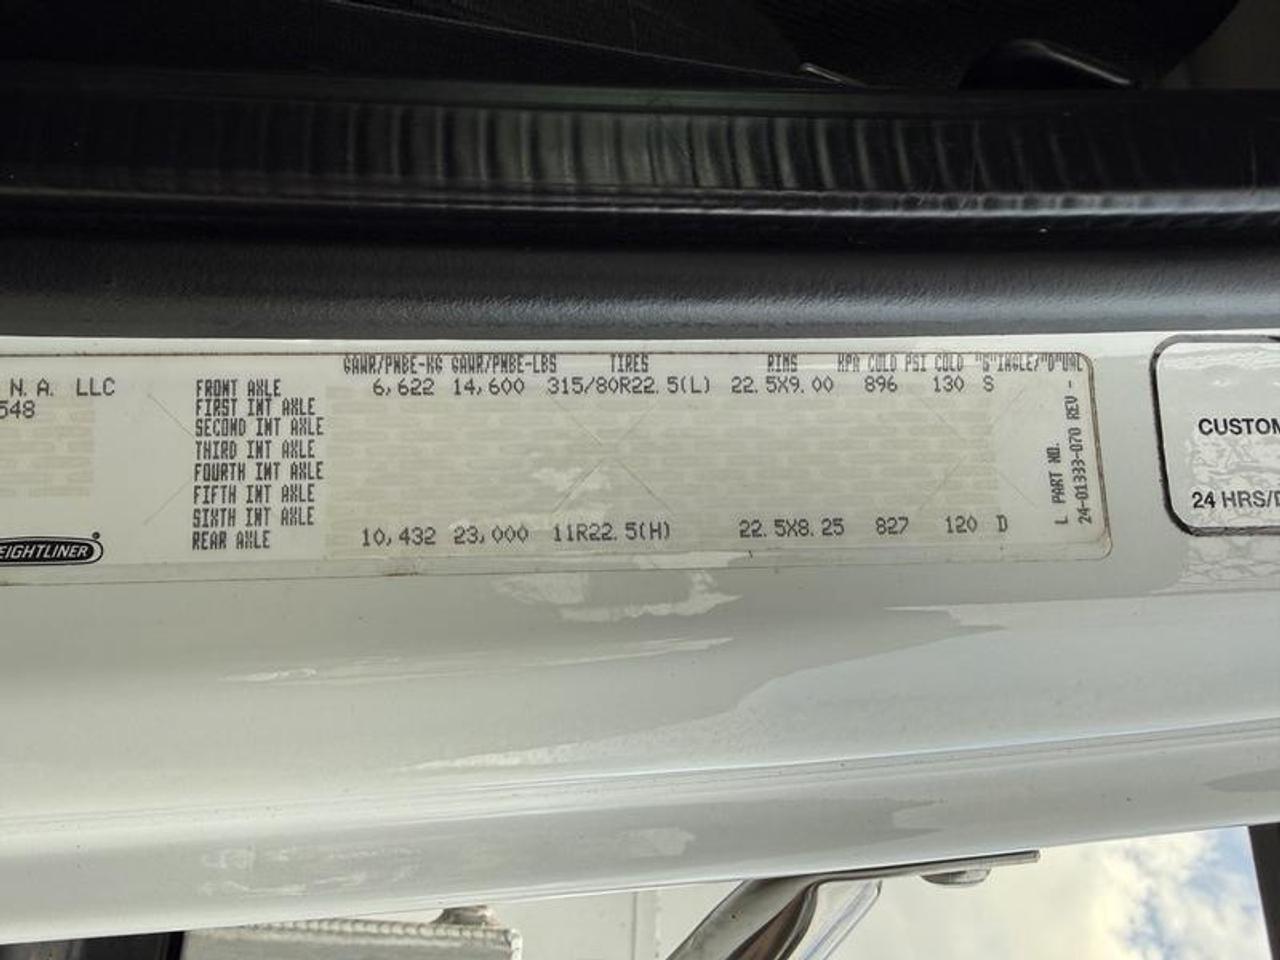 GAWR/PNBE-KG GAWR/PNBE-LBS TIRES RIMS KPA COLD PSI COLD "S"INGLE/"D"UAL
N.A. LLC FRONT AXLE 6,622 14,600 315/80R22.5(L) 22.5X9.00 896 130 S
548 FIRST INT AXLE
SECOND INT AXLE
THIRD INT AXLE
FOURTH INT AXLE
FIFTH INT AXLE
SIXTH INT AXLE
REAR AXLE 10,432 23,000 11R22.5(H) 22.5X8.25 827 120 D
EIGHTLINER
L PART NO.
24-01333-070 REV -
CUSTOM
24 HRS/D